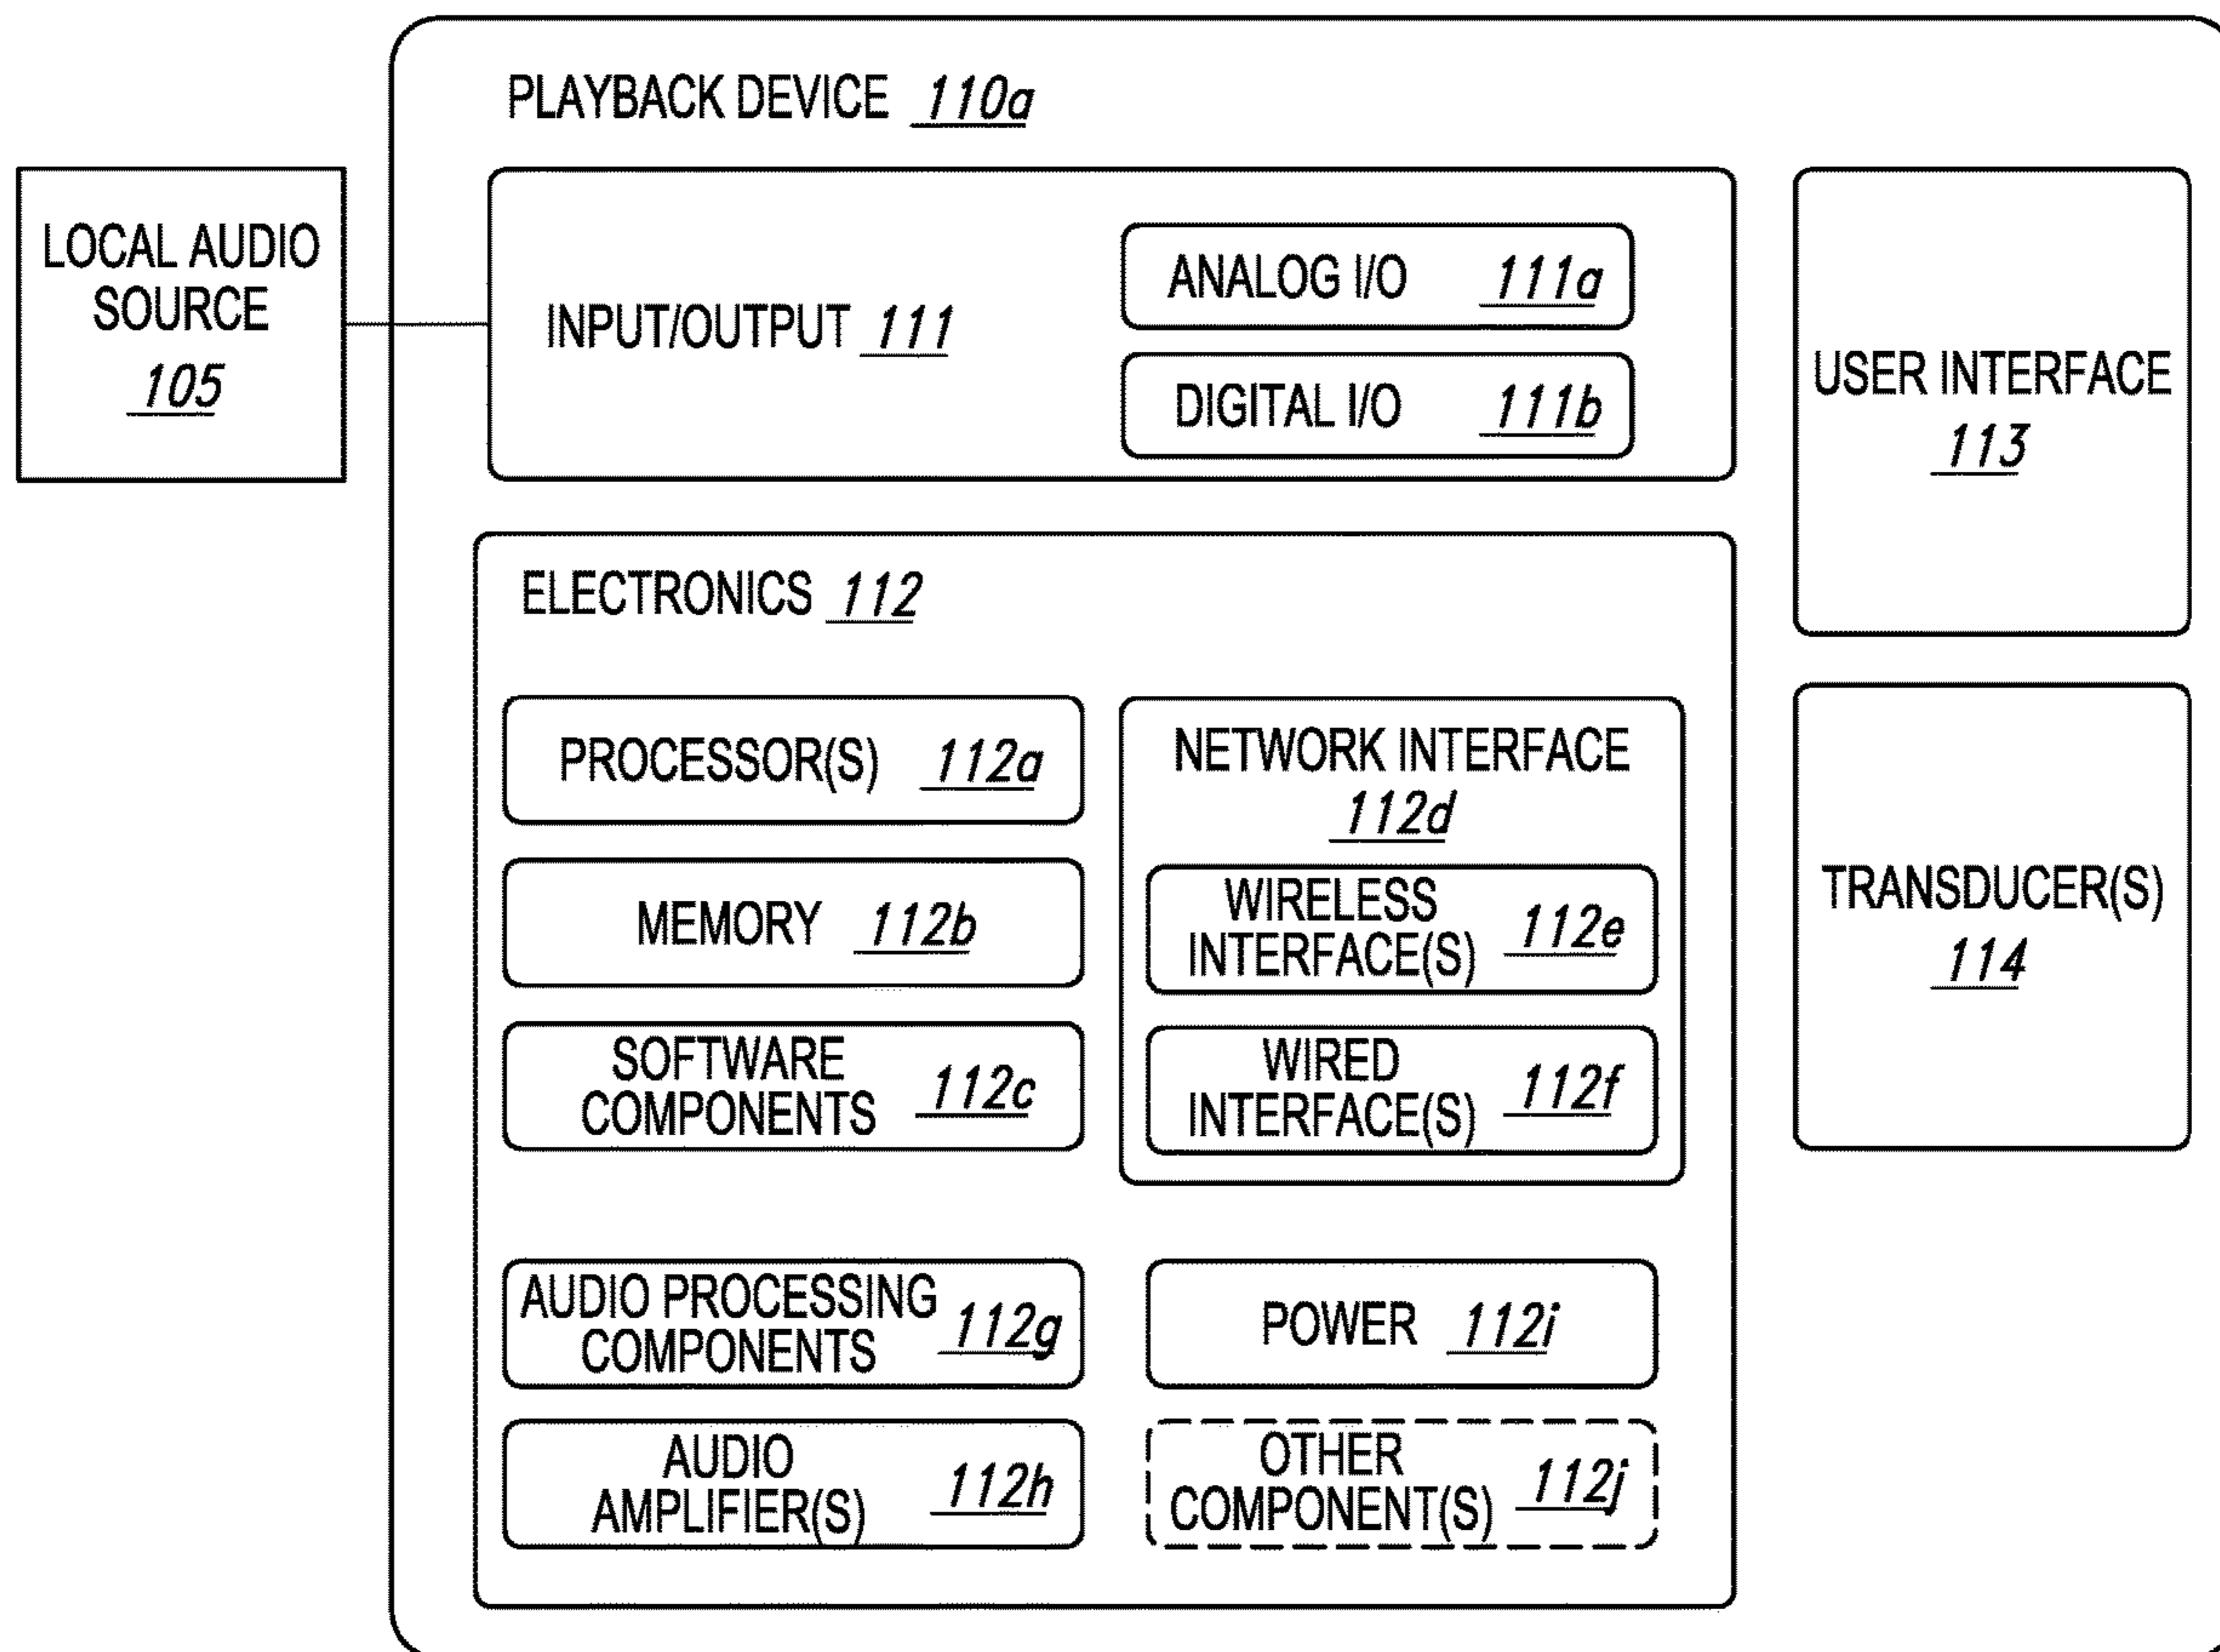 PLAYBACK DEVICE 110a
LOCAL AUDIO
SOURCE
105
INPUT/OUTPUT 111
ANALOG I/O 111a
DIGITAL I/O 111b
USER INTERFACE
113
ELECTRONICS 112
PROCESSOR(S) 112a
MEMORY 112b
SOFTWARE
COMPONENTS 112c
NETWORK INTERFACE
112d
WIRELESS
INTERFACE(S) 112e
WIRED
INTERFACE(S) 112f
TRANSDUCER(S)
114
AUDIO PROCESSING
COMPONENTS 112g
POWER 112i
AUDIO
AMPLIFIER(S) 112h
OTHER
COMPONENT(S) 112j